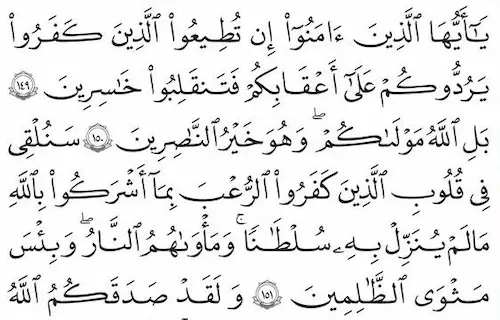 يَـٰٓأَيُّهَا ٱلَّذِينَ ءَامَنُوٓا۟ إِن تُطِيعُوا۟ ٱلَّذِينَ كَفَرُوا۟
يَرُدُّوكُمْ عَلَىٰٓ أَعْقَـٰبِكُمْ فَتَنقَلِبُوا۟ خَـٰسِرِينَ ١٤٩
بَلِ ٱللَّهُ مَوْلَىٰكُمْ ۖ وَهُوَ خَيْرُ ٱلنَّـٰصِرِينَ ١٥٠ سَنُلْقِى
فِى قُلُوبِ ٱلَّذِينَ كَفَرُوا۟ ٱلرُّعْبَ بِمَآ أَشْرَكُوا۟ بِٱللَّهِ
مَا لَمْ يُنَزِّلْ بِهِۦ سُلْطَـٰنًا ۚ وَمَأْوَىٰهُمُ ٱلنَّارُ ۖ وَبِئْسَ
مَثْوَى ٱلظَّـٰلِمِينَ ١٥١ وَلَقَدْ صَدَقَكُمُ ٱللَّهُ